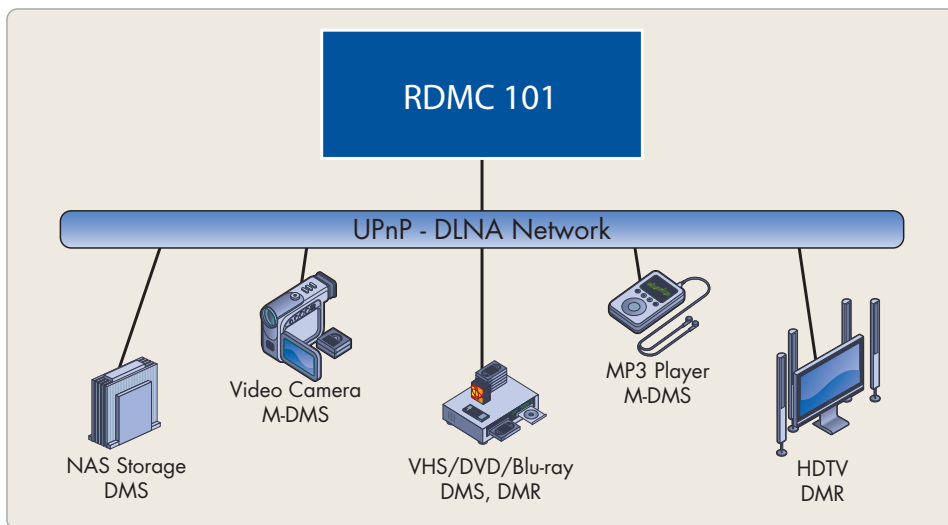 RDMC 101
UPnP - DLNA Network
NAS Storage
DMS
Video Camera
M-DMS
VHS/DVD/Blu-ray
DMS, DMR
MP3 Player
M-DMS
HDTV
DMR